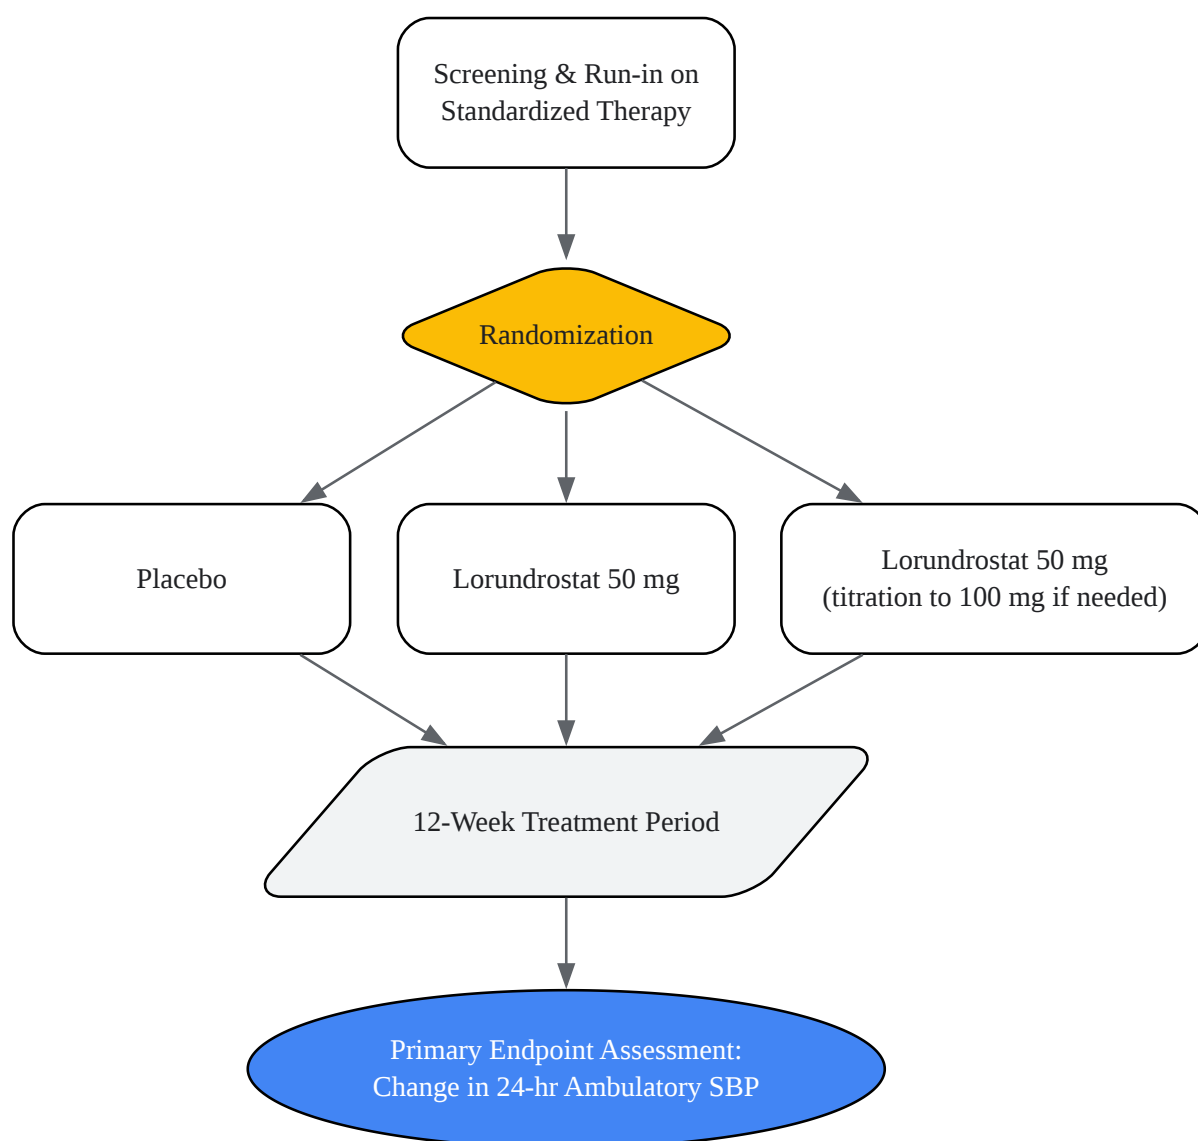 Screening & Run-in on
Standardized Therapy
Randomization
Placebo
Lorundrostat 50 mg
Lorundrostat 50 mg
(titration to 100 mg if needed)
12-Week Treatment Period
Primary Endpoint Assessment:
Change in 24-hr Ambulatory SBP